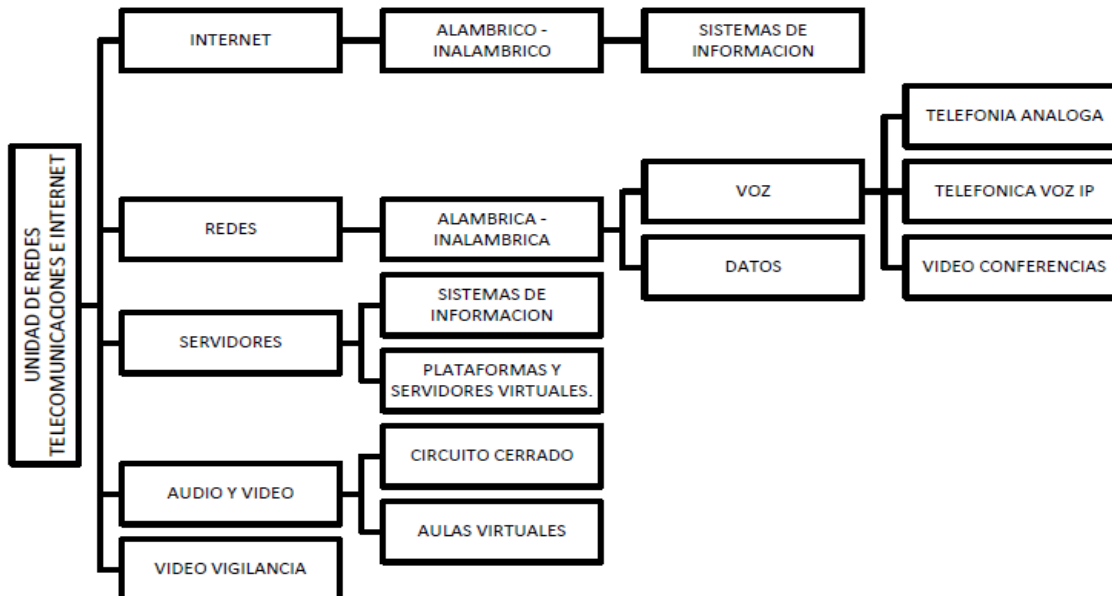 UNIDAD DE REDES
TELECOMUNICACIONES E INTERNET
INTERNET
ALAMBRICO -
INALAMBRICO
SISTEMAS DE
INFORMACION
REDES
ALAMBRICA -
INALAMBRICA
VOZ
TELEFONIA ANALOGA
TELEFONICA VOZ IP
VIDEO CONFERENCIAS
DATOS
SERVIDORES
SISTEMAS DE
INFORMACION
PLATAFORMAS Y
SERVIDORES VIRTUALES.
AUDIO Y VIDEO
CIRCUITO CERRADO
AULAS VIRTUALES
VIDEO VIGILANCIA